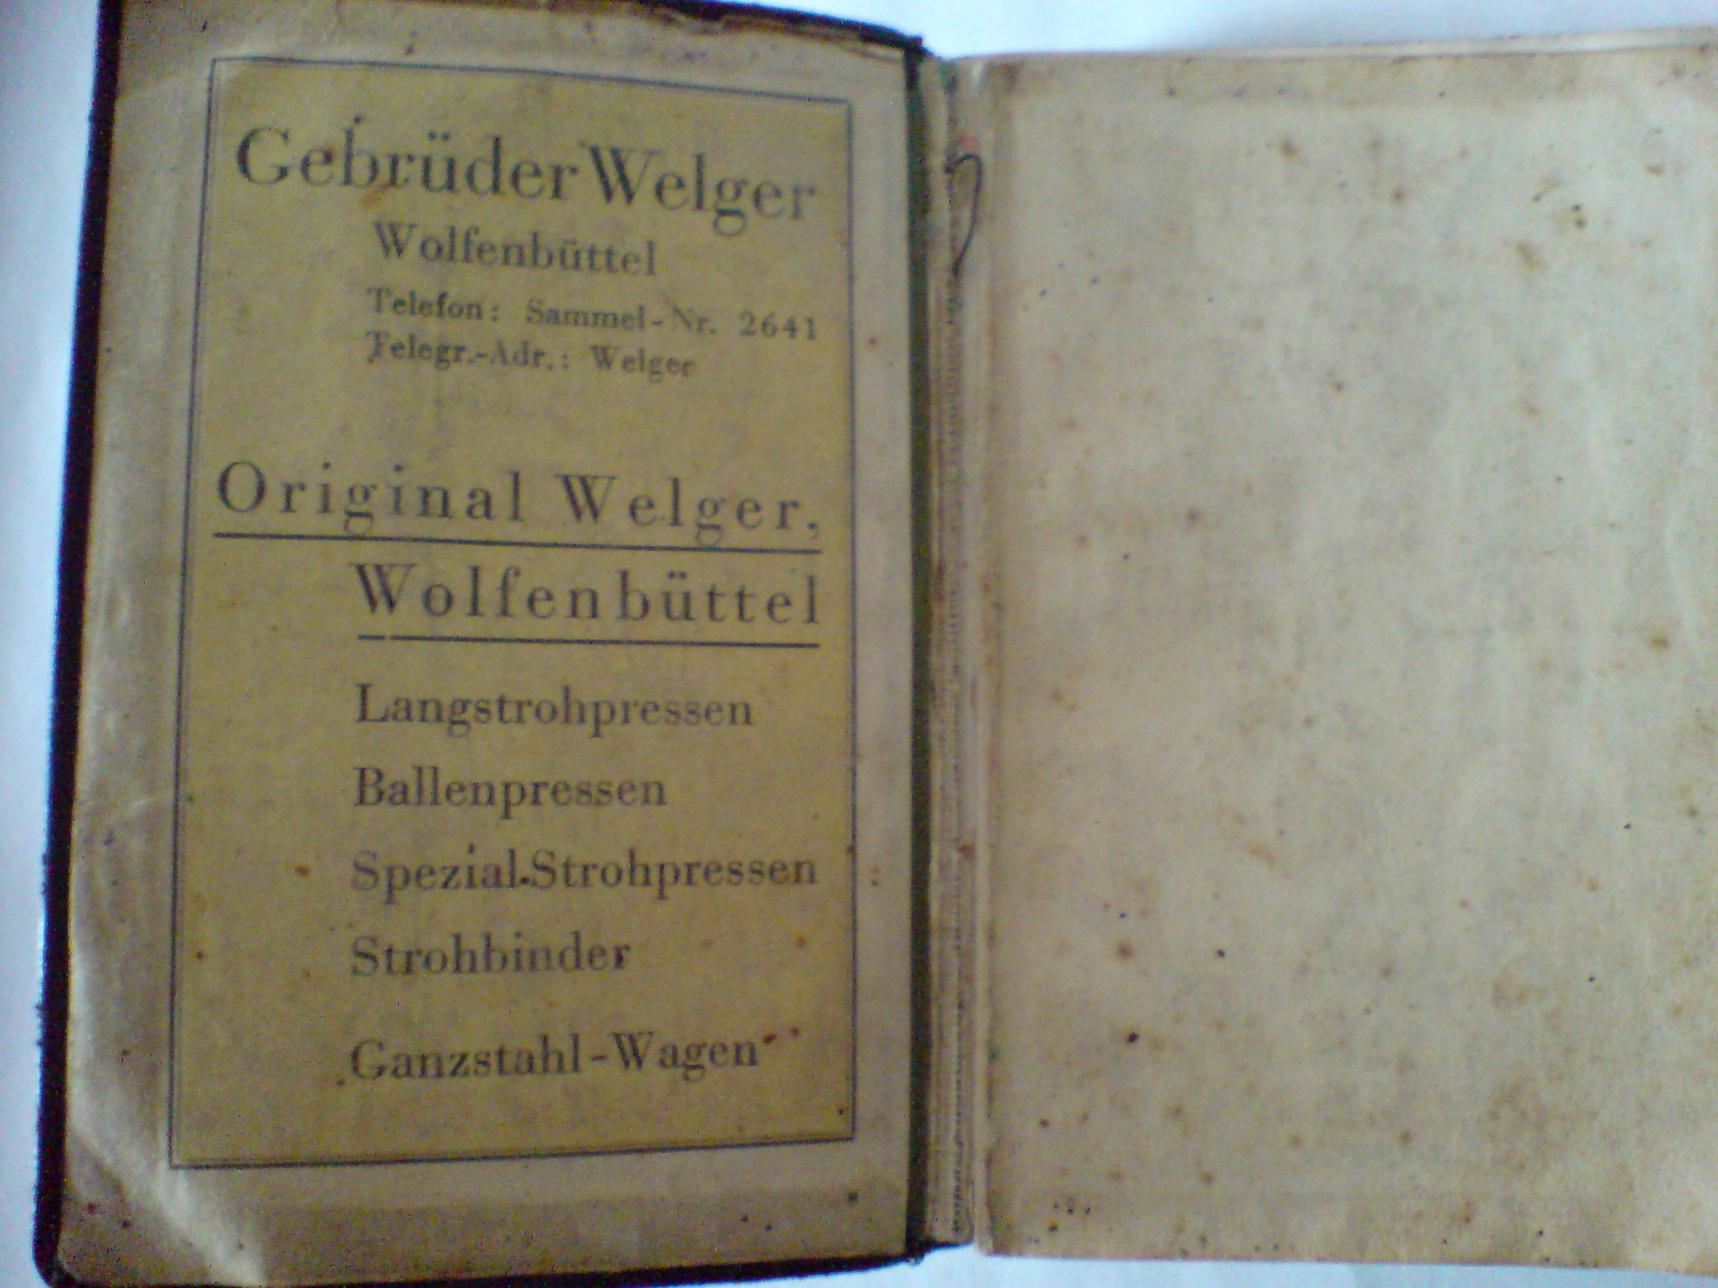 Gebrüder Welger
Wolfenbüttel
Telefon: Sammel-Nr. 2641
Telegr.-Adr.: Welger
Original Welger,
Wolfenbüttel
Langstrohpressen
Ballenpressen
Spezial-Strohpressen
Strohbinder
Ganzstahl-Wagen